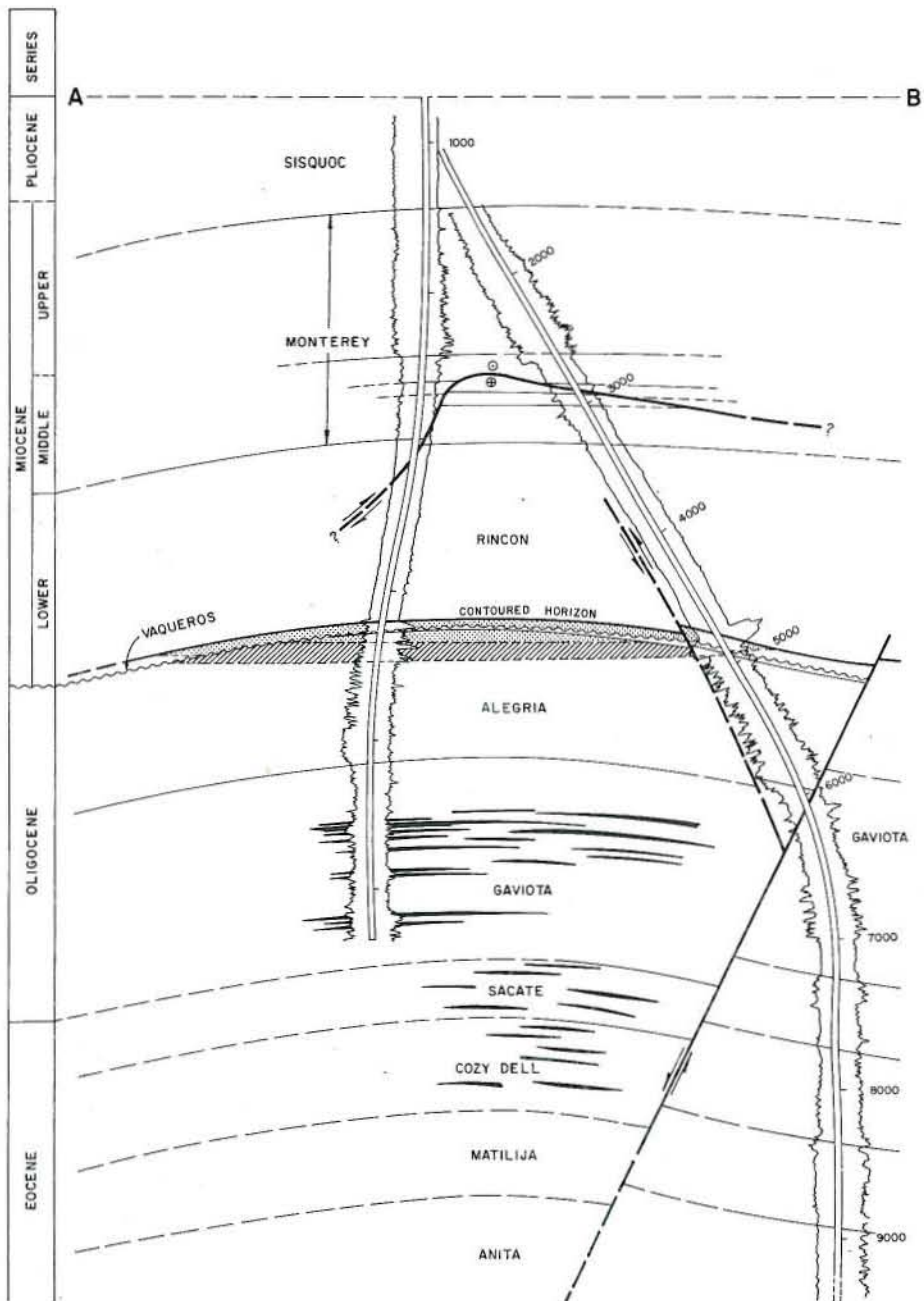 SERIES
PLIOCENE
MIOCENE
UPPER
MIDDLE
LOWER
OLIGOCENE
EOCENE
A
B
1000
SISQUOC
2000
MONTEREY
3000
?
?
4000
RINCON
VAQUEROS
CONTOURED HORIZON
5000
ALEGRIA
6000
GAVIOTA
GAVIOTA
7000
SACATE
COZY DELL
8000
MATILIJA
9000
ANITA